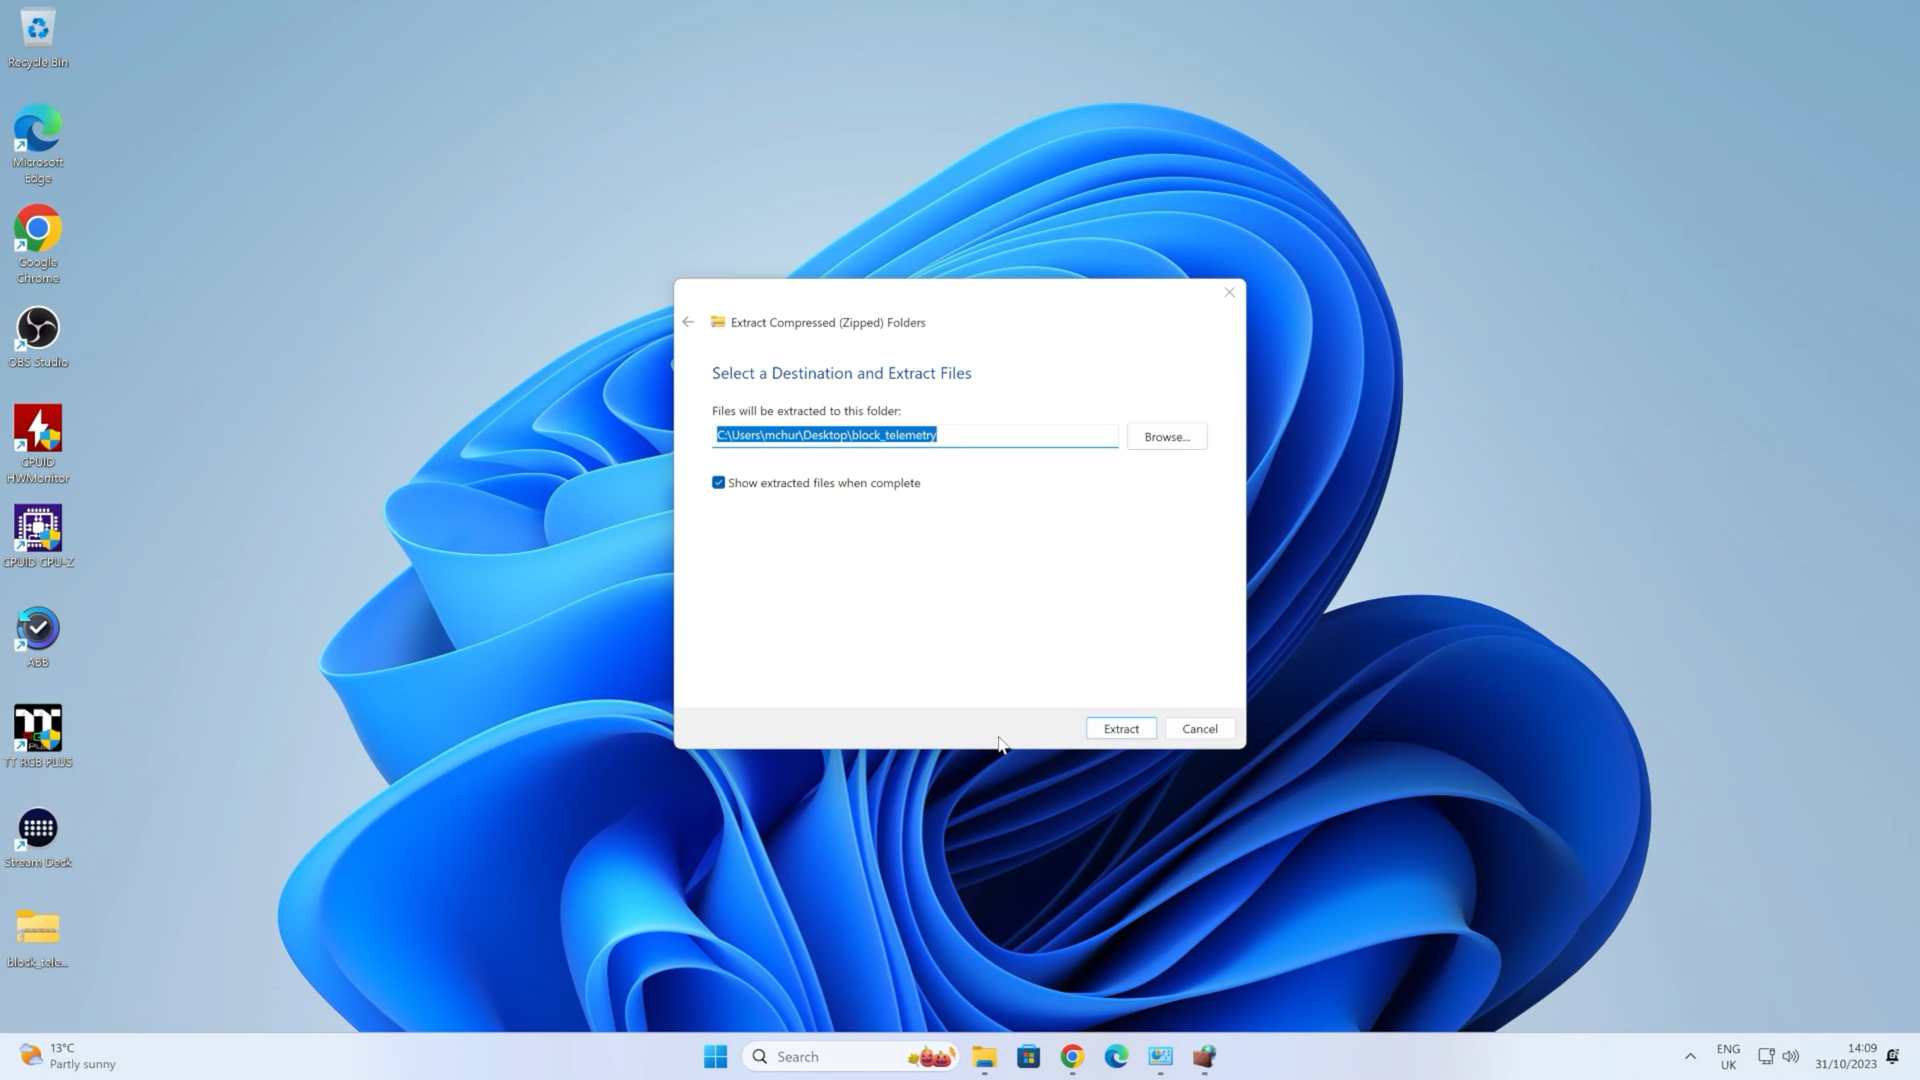 Recycle Bin
Microsoft
Edge
Google
Chrome
OBS Studio
CPUID
HWMonitor
CPUID CPU-Z
ABB
TT RGB PLUS
Stream Deck
block_tele...
Extract Compressed (Zipped) Folders
Select a Destination and Extract Files
Files will be extracted to this folder:
C:\Users\mchur\Desktop\block_telemetry
Browse...
Show extracted files when complete
Extract
Cancel
13°C
Partly sunny
Search
ENG
UK
14:09
31/10/2023